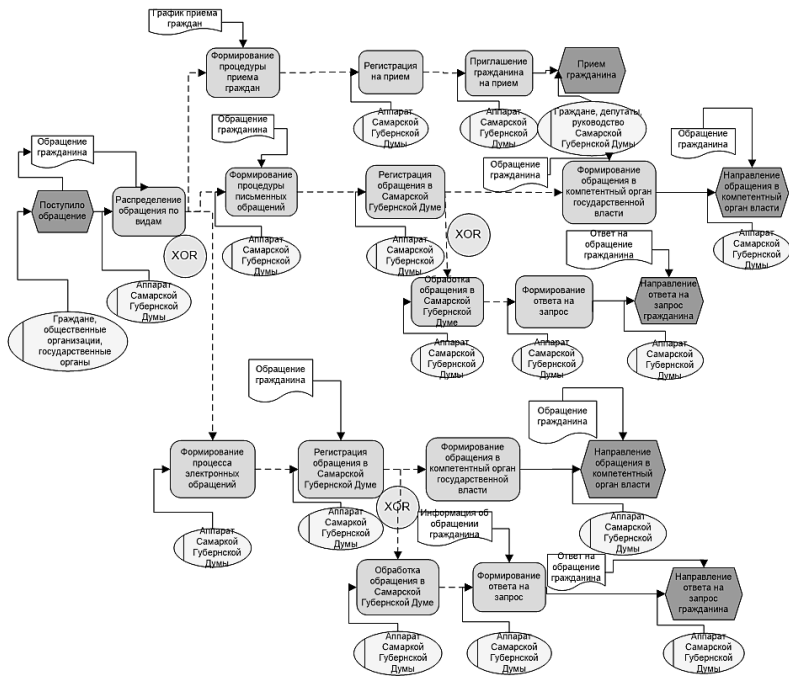 График приема
граждан
Формирование
процедуры
приема
граждан
Регистрация
на прием
Приглашение
гражданина
на прием
Прием
гражданина
Аппарат
Самарской
Губернской
Думы
Аппарат
Самарской
Губернской
Думы
Граждане, депутаты,
руководство
Самарской
Губернской Думы
Обращение
гражданина
Обращение
гражданина
Обращение
гражданина
Обращение
гражданина
Поступило
обращение
Распределение
обращения по
видам
Формирование
процедуры
письменных
обращений
Регистрация
обращения в
Самарской
Губернской Думе
Формирование
обращения в
компетентный орган
государственной
власти
Направление
обращения в
компетентный
орган власти
XOR
XOR
Аппарат
Самарской
Губернской
Думы
Аппарат
Самарской
Губернской
Думы
Аппарат
Самарской
Губернской
Думы
Аппарат
Самарской
Губернской
Думы
Ответ на
обращение
гражданина
Обработка
обращения в
Самарской
Губернской
Думе
Формирование
ответа на
запрос
Направление
ответа на
запрос
гражданина
Граждане,
общественные
организации,
государственные
органы
Аппарат
Самарской
Губернской
Думы
Аппарат
Самарской
Губернской
Думы
Аппарат
Самарской
Губернской
Думы
Обращение
гражданина
Обращение
гражданина
Формирование
процесса
электронных
обращений
Регистрация
обращения в
Самарской
Губернской Думе
Формирование
обращения в
компетентный орган
государственной
власти
Направление
обращения в
компетентный
орган власти
XOR
Информация об
обращении
гражданина
Аппарат
Самаркой
Губернской
Думы
Аппарат
Самаркой
Губернской
Думы
Аппарат
Самаркой
Губернской
Думы
Ответ на
обращение
гражданина
Обработка
обращения в
Самарской
Губернской Думе
Формирование
ответа на
запрос
Направление
ответа на
запрос
гражданина
Аппарат
Самаркой
Губернской
Думы
Аппарат
Самарской
Губернской
Думы
Аппарат
Самарской
Губернской
Думы